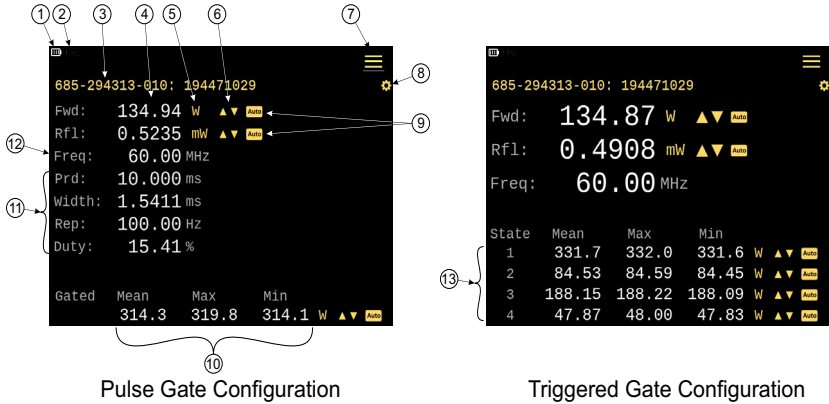 1 2 3 4 5 6 7
685-294313-010: 194471029
8
Fwd: 134.94 W ▲▼ Auto
Rfl: 0.5235 mW ▲▼ Auto
9
12
Freq: 60.00 MHz
Prd: 10.000 ms
11
Width: 1.5411 ms
Rep: 100.00 Hz
Duty: 15.41 %
Gated Mean Max Min
314.3 319.8 314.1 W ▲▼ Auto
10
Pulse Gate Configuration
685-294313-010: 194471029
Fwd: 134.87 W ▲▼ Auto
Rfl: 0.4908 mW ▲▼ Auto
Freq: 60.00 MHz
State Mean Max Min
1 331.7 332.0 331.6 W ▲▼ Auto
2 84.53 84.59 84.45 W ▲▼ Auto
13
3 188.15 188.22 188.09 W ▲▼ Auto
4 47.87 48.00 47.83 W ▲▼ Auto
Triggered Gate Configuration